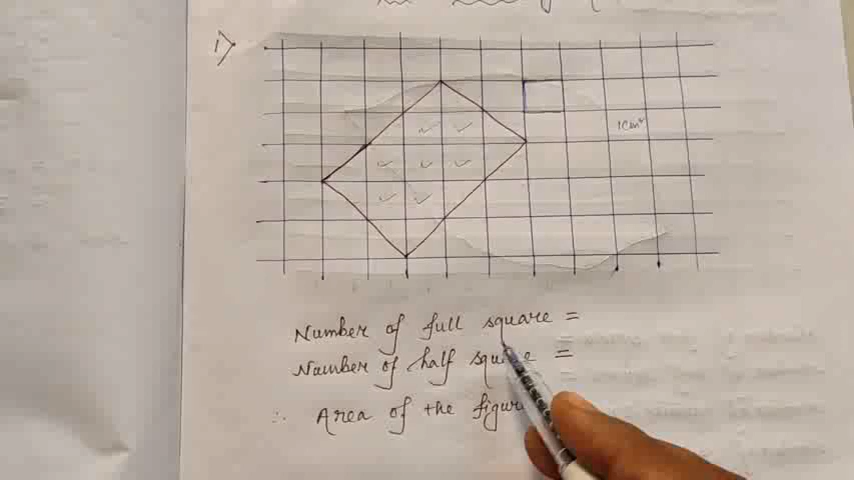 1)
1cm²
Number of full square =
Number of half square =
∴ Area of the figure